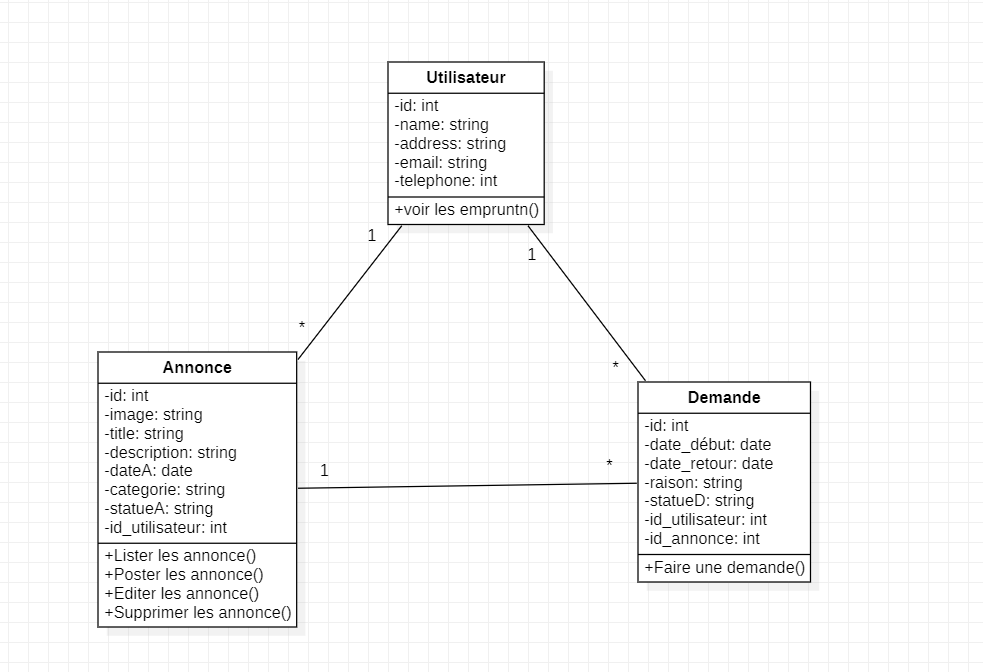 Utilisateur
-id: int
-name: string
-address: string
-email: string
-telephone: int
+voir les empruntn()
1
1
*
*
Annonce
-id: int
-image: string
-title: string
-description: string
-dateA: date
-categorie: string
-statueA: string
-id_utilisateur: int
+Lister les annonce()
+Poster les annonce()
+Editer les annonce()
+Supprimer les annonce()
1
*
Demande
-id: int
-date_début: date
-date_retour: date
-raison: string
-statueD: string
-id_utilisateur: int
-id_annonce: int
+Faire une demande()